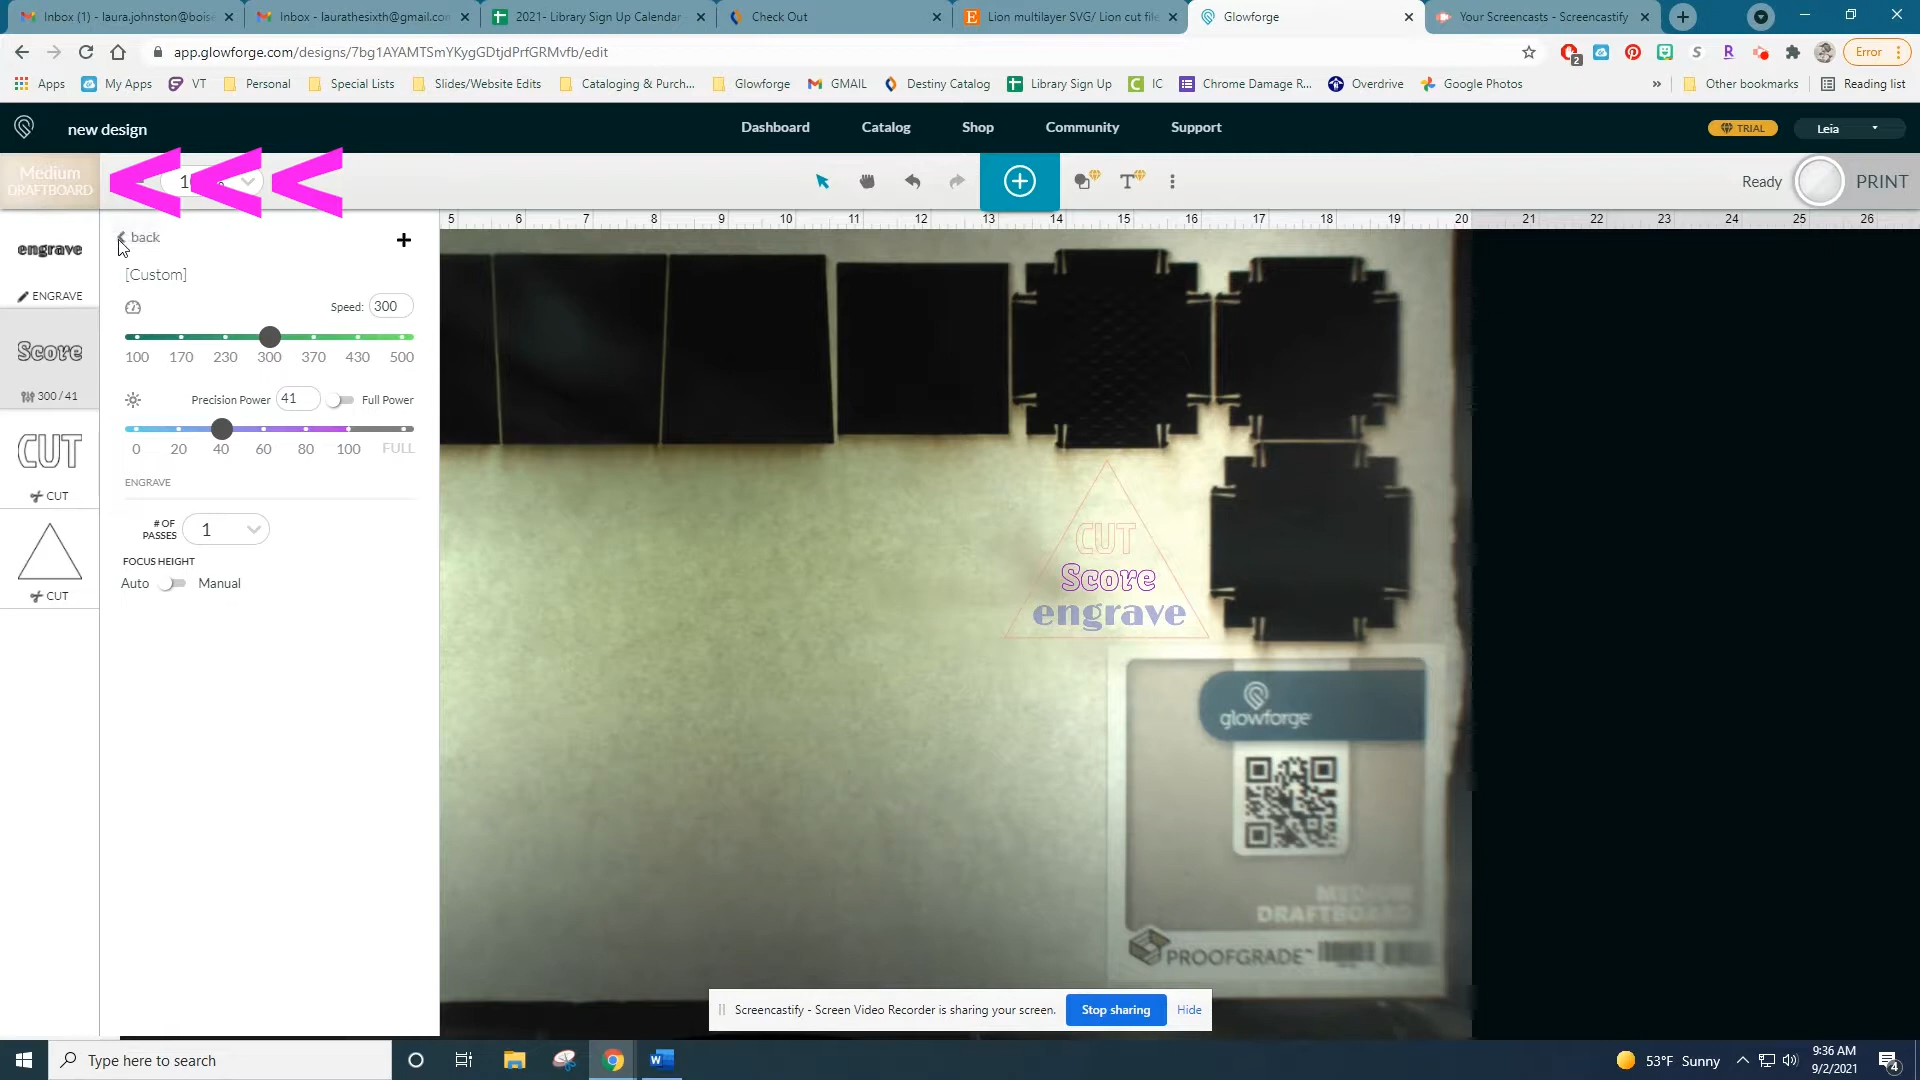 Inbox (1) - laura.johnston@bois
Inbox - laurathesixth@gmail.con
2021- Library Sign Up Calendar
Check Out
Lion multilayer SVG/ Lion cut file
Glowforge
Your Screencasts - Screencastify
app.glowforge.com/designs/7bg1AYAMTSmYKygGDtjdPrfGRMvfb/edit
2
Error
Apps
My Apps
VT
Personal
Special Lists
Slides/Website Edits
Cataloging & Purch...
Glowforge
GMAIL
Destiny Catalog
Library Sign Up
IC
Chrome Damage R...
Overdrive
Google Photos
»
Other bookmarks
Reading list
new design
Dashboard
Catalog
Shop
Community
Support
TRIAL
Leia
Medium
DRAFTBOARD
Ready
PRINT
5 6 7 8 9 10 11 12 13 14 15 16 17 18 19 20 21 22 23 24 25 26
engrave
ENGRAVE
Score
300 / 41
CUT
CUT
CUT
back
[Custom]
Speed: 300
100 170 230 300 370 430 500
Precision Power 41 Full Power
0 20 40 60 80 100 FULL
ENGRAVE
# OF
PASSES
1
FOCUS HEIGHT
Auto Manual
CUT
Score
engrave
glowforge
MEDIUM
DRAFTBOARD
PROOFGRADE™
Screencastify - Screen Video Recorder is sharing your screen.
Stop sharing
Hide
Type here to search
53°F Sunny
9:36 AM
9/2/2021
4